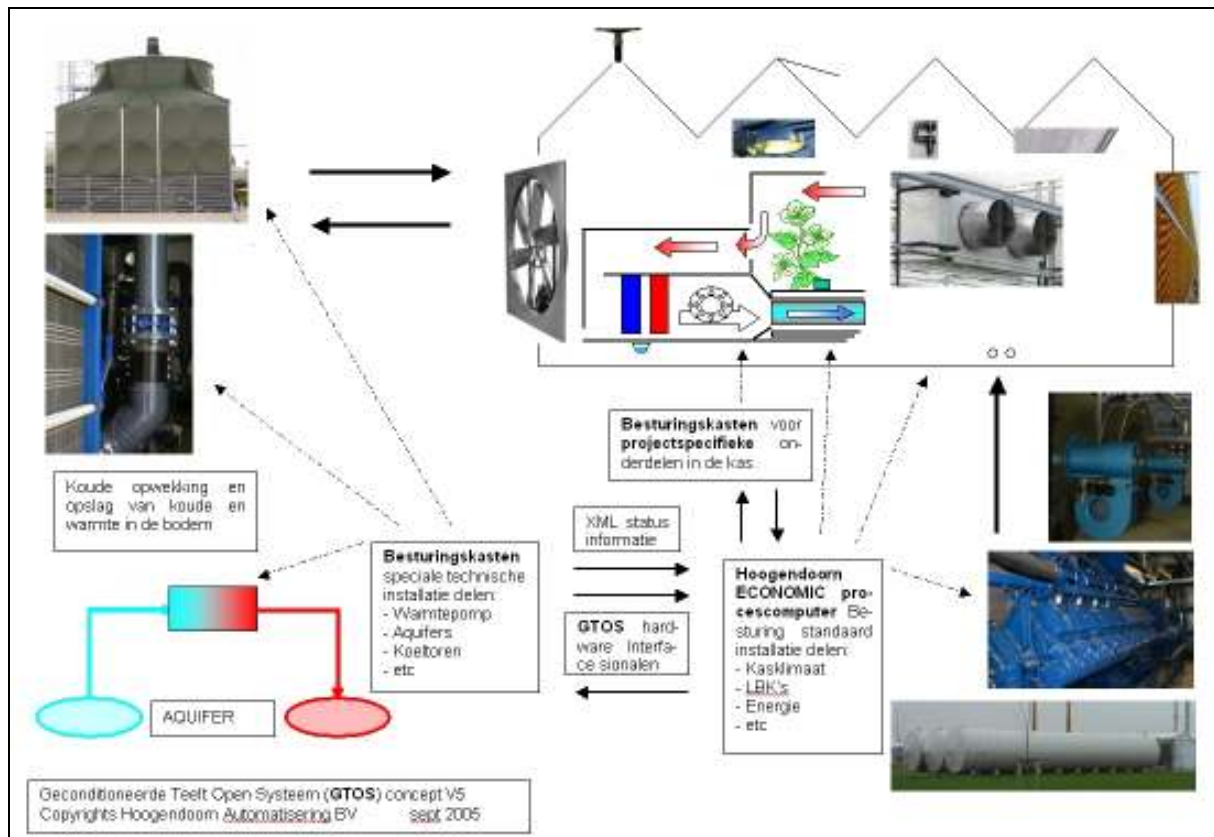 Koude opwekking en
opslag van koude en
warmte in de bodem
Besturingskasten voor
projectspecifieke on-
derdelen in de kas
XML status
informatie
Besturingskasten
speciale technische
installatie delen:
- Warmtepomp
- Aquifers
- Koeltoren
- etc
GTOS hard-
ware Interfa-
ce sionalen
Hoogendoorn
ECONOMIC pro-
cescomputer Be-
sturing standaard
installatie delen:
- Kasklimaat
- LBK's
- Energie
- etc
AQUIFER
Geconditioneerde Teelt Open Systeem (GTOS) concept V5
Copyrights Hoogendoorn Automatisering BV sept 2005